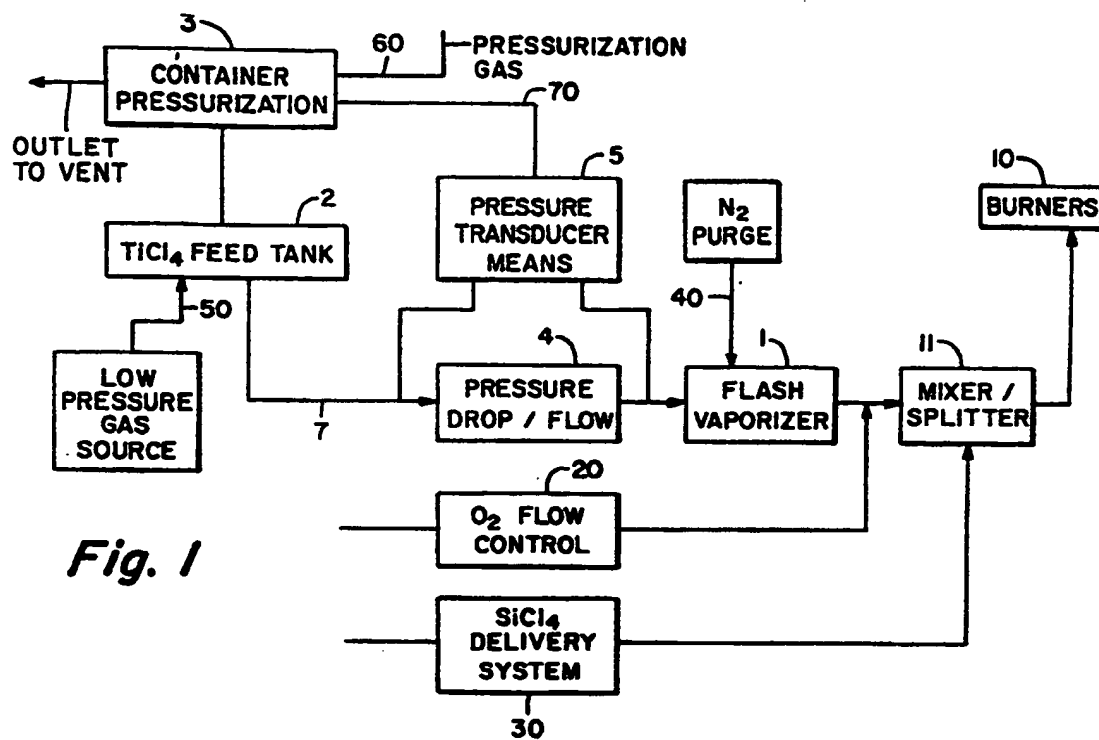 3
CONTAINER
PRESSURIZATION
60
PRESSURIZATION
GAS
70
OUTLET
TO VENT
2
TiCl4 FEED TANK
50
LOW
PRESSURE
GAS
SOURCE
7
5
PRESSURE
TRANSDUCER
MEANS
4
PRESSURE
DROP / FLOW
N2
PURGE
40
1
FLASH
VAPORIZER
10
BURNERS
11
MIXER /
SPLITTER
20
O2 FLOW
CONTROL
SiCl4
DELIVERY
SYSTEM
30
Fig. 1